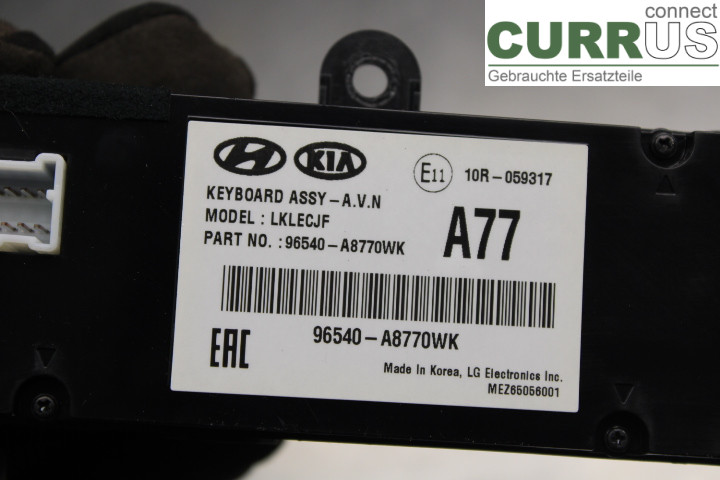 connect
CURRUS
Gebrauchte Ersatzteile
KIA
E11 10R-059317
KEYBOARD ASSY-A.V.N
MODEL : LKLECJF
PART NO. :96540-A8770WK
A77
96540-A8770WK
EAC
Made In Korea, LG Electronics Inc.
MEZ65056001